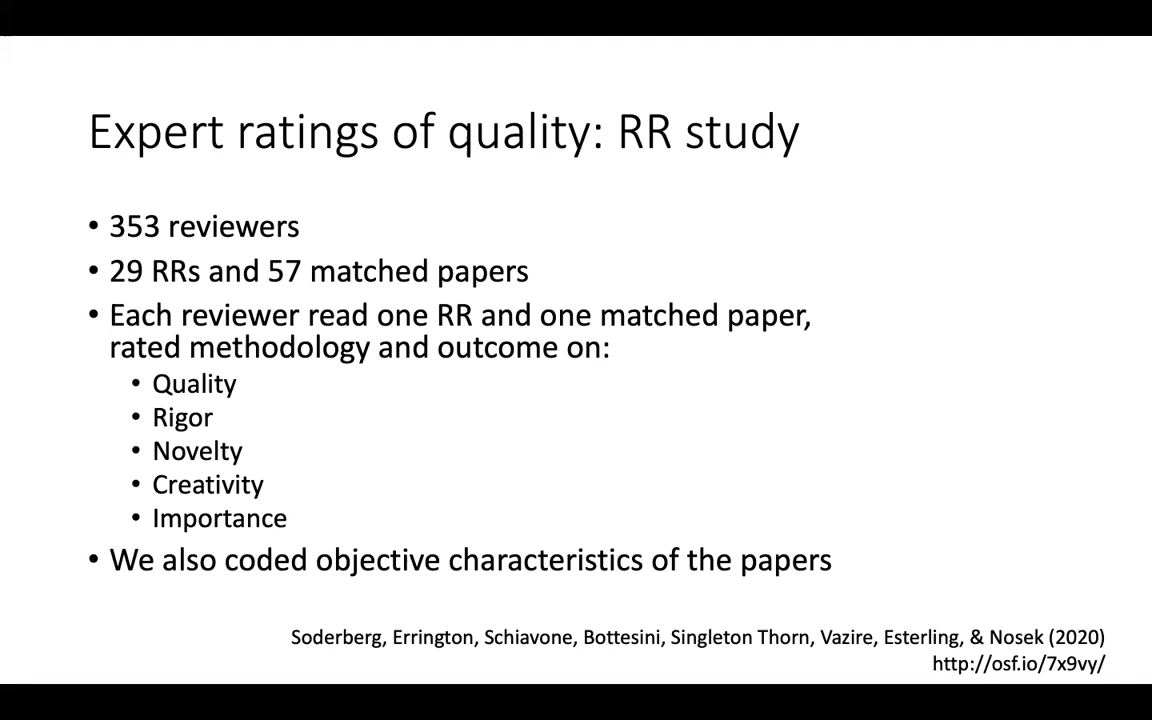 Expert ratings of quality: RR study
• 353 reviewers
• 29 RRs and 57 matched papers
• Each reviewer read one RR and one matched paper,
rated methodology and outcome on:
• Quality
• Rigor
• Novelty
• Creativity
• Importance
• We also coded objective characteristics of the papers
Soderberg, Errington, Schiavone, Bottesini, Singleton Thorn, Vazire, Esterling, & Nosek (2020)
http://osf.io/7x9vy/